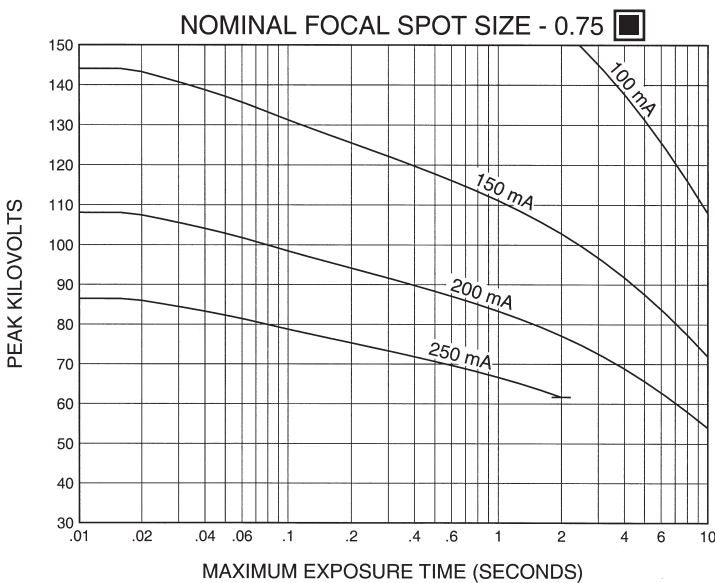 NOMINAL FOCAL SPOT SIZE - 0.75
150
140
130
120
110
100
90
80
70
60
50
40
30
PEAK KILOVOLTS
100 mA
150 mA
200 mA
250 mA
.01 .02 .04 .06 .1 .2 .4 .6 1 2 4 6 10
MAXIMUM EXPOSURE TIME (SECONDS)